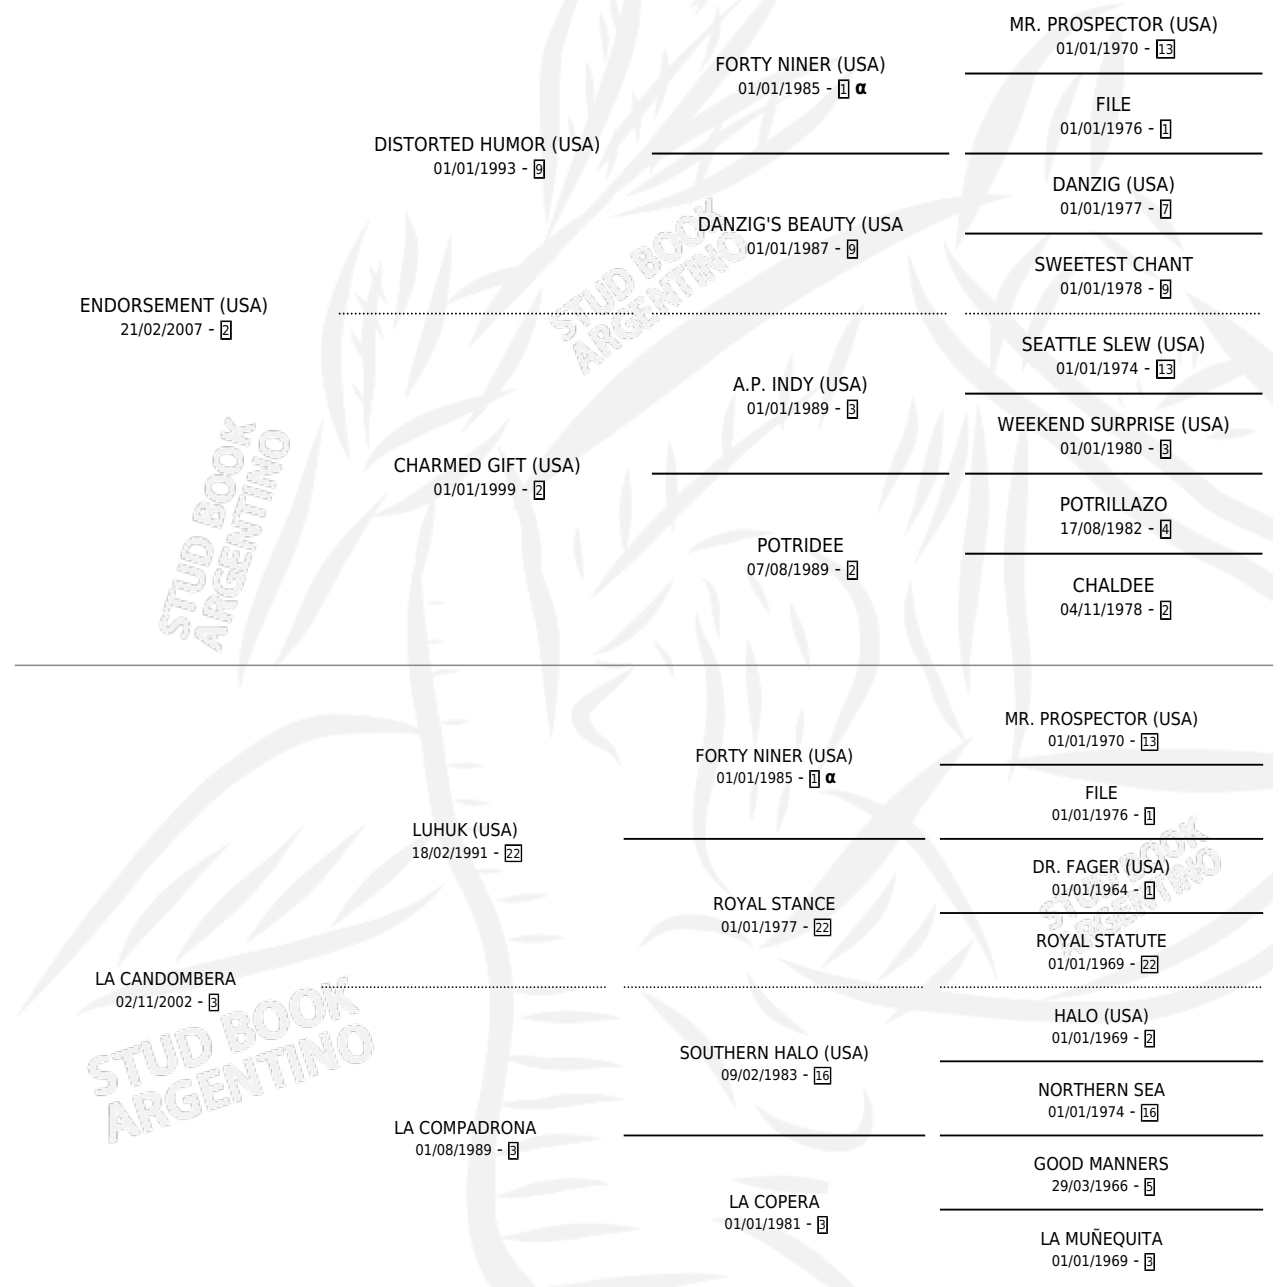 MR. PROSPECTOR (USA)
01/01/1970 - 13
FORTY NINER (USA)
01/01/1985 - 1 α
FILE
01/01/1976 - 1
DISTORTED HUMOR (USA)
01/01/1993 - 9
DANZIG (USA)
01/01/1977 - 7
DANZIG'S BEAUTY (USA
01/01/1987 - 9
SWEETEST CHANT
01/01/1978 - 9
ENDORSEMENT (USA)
21/02/2007 - 2
SEATTLE SLEW (USA)
01/01/1974 - 13
A.P. INDY (USA)
01/01/1989 - 3
WEEKEND SURPRISE (USA)
01/01/1980 - 3
CHARMED GIFT (USA)
01/01/1999 - 2
POTRILLAZO
17/08/1982 - 4
POTRIDEE
07/08/1989 - 2
CHALDEE
04/11/1978 - 2
STUD BOOK
ARGENTINO
STUD BOOK
ARGENTINO
MR. PROSPECTOR (USA)
01/01/1970 - 13
FORTY NINER (USA)
01/01/1985 - 1 α
FILE
01/01/1976 - 1
LUHUK (USA)
18/02/1991 - 22
DR. FAGER (USA)
01/01/1964 - 1
ROYAL STANCE
01/01/1977 - 22
ROYAL STATUTE
01/01/1969 - 22
LA CANDOMBERA
02/11/2002 - 3
HALO (USA)
01/01/1969 - 2
SOUTHERN HALO (USA)
09/02/1983 - 16
NORTHERN SEA
01/01/1974 - 16
LA COMPADRONA
01/08/1989 - 3
GOOD MANNERS
29/03/1966 - 5
LA COPERA
01/01/1981 - 3
LA MUÑEQUITA
01/01/1969 - 3
STUD BOOK
ARGENTINO
STUD BOOK
ARGENTINO